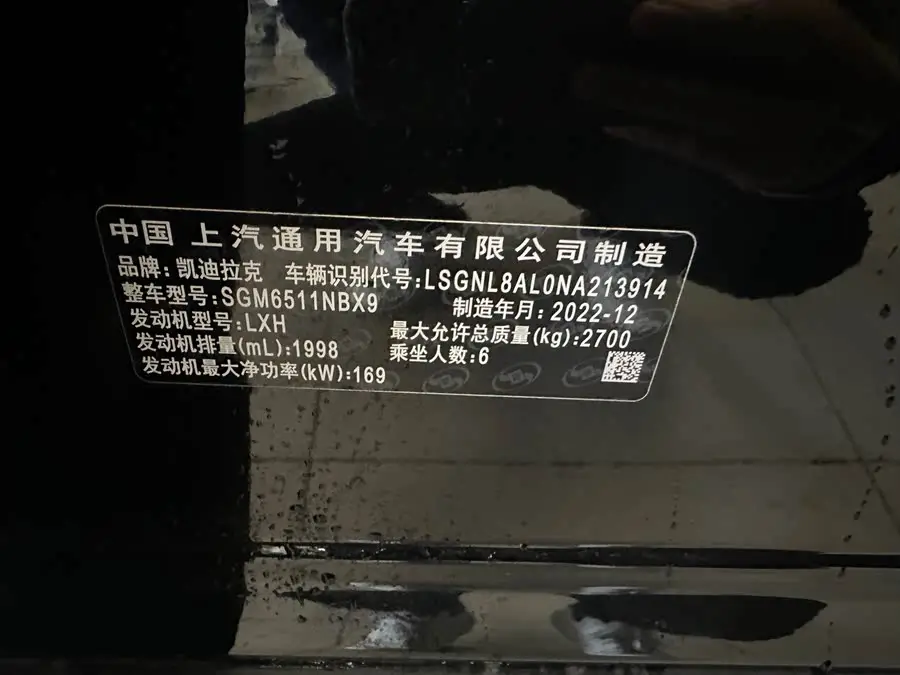 中国 上汽通用汽车有限公司制造
品牌:凯迪拉克 车辆识别代号:LSGNL8AL0NA213914
整车型号:SGM6511NBX9 制造年月:2022-12
发动机型号:LXH 最大允许总质量(kg):2700
发动机排量(mL):1998 乘坐人数:6
发动机最大净功率(kW):169